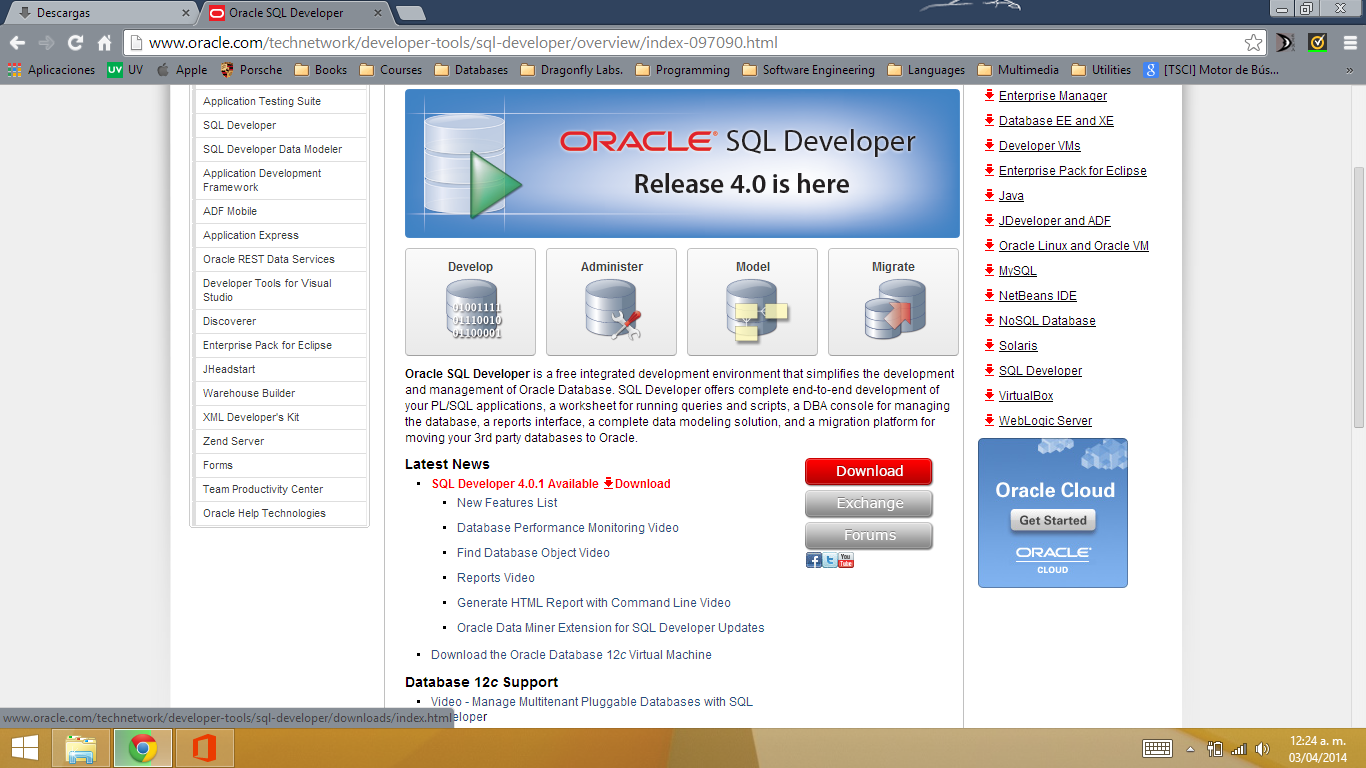 Descargas
Oracle SQL Developer
www.oracle.com/technetwork/developer-tools/sql-developer/overview/index-097090.html
Aplicaciones
UV UV
Apple
Porsche
Books
Courses
Databases
Dragonfly Labs.
Programming
Software Engineering
Languages
Multimedia
Utilities
[TSCI] Motor de Bús...
»
Application Testing Suite
SQL Developer
SQL Developer Data Modeler
Application Development
Framework
ADF Mobile
Application Express
Oracle REST Data Services
Developer Tools for Visual
Studio
Discoverer
Enterprise Pack for Eclipse
JHeadstart
Warehouse Builder
XML Developer's Kit
Zend Server
Forms
Team Productivity Center
Oracle Help Technologies
ORACLE® SQL Developer
Release 4.0 is here
Develop
01001111
01110010
01100001
Administer
Model
Migrate
Oracle SQL Developer is a free integrated development environment that simplifies the development
and management of Oracle Database. SQL Developer offers complete end-to-end development of
your PL/SQL applications, a worksheet for running queries and scripts, a DBA console for managing
the database, a reports interface, a complete data modeling solution, and a migration platform for
moving your 3rd party databases to Oracle.
Latest News
SQL Developer 4.0.1 Available Download
New Features List
Database Performance Monitoring Video
Find Database Object Video
Reports Video
Generate HTML Report with Command Line Video
Oracle Data Miner Extension for SQL Developer Updates
Download the Oracle Database 12c Virtual Machine
Database 12c Support
Video - Manage Multitenant Pluggable Databases with SQL
eloper
Download
Exchange
Forums
You Tube
Enterprise Manager
Database EE and XE
Developer VMs
Enterprise Pack for Eclipse
Java
JDeveloper and ADF
Oracle Linux and Oracle VM
MySQL
NetBeans IDE
NoSQL Database
Solaris
SQL Developer
VirtualBox
WebLogic Server
Oracle Cloud
Get Started
ORACLE®
CLOUD
www.oracle.com/technetwork/developer-tools/sql-developer/downloads/index.html
12:24 a. m.
03/04/2014